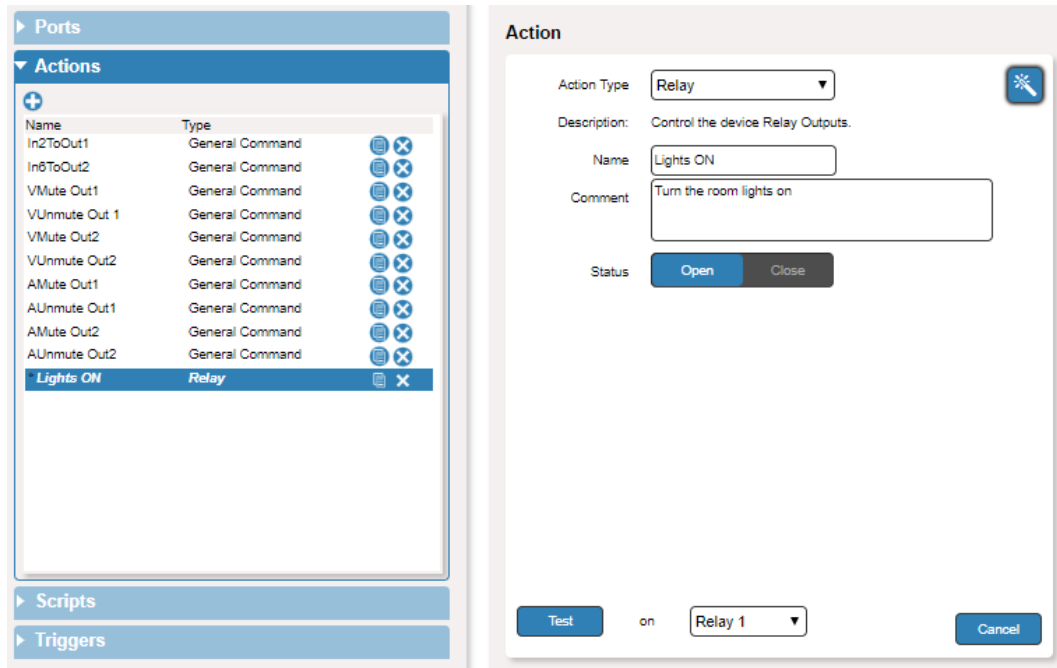 Ports
Actions
Name Type
In2ToOut1 General Command
In6ToOut2 General Command
VMute Out1 General Command
VUnmute Out 1 General Command
VMute Out2 General Command
VUnmute Out2 General Command
AMute Out1 General Command
AUnmute Out1 General Command
AMute Out2 General Command
AUnmute Out2 General Command
* Lights ON Relay
Scripts
Triggers
Action
Action Type Relay
Description: Control the device Relay Outputs.
Name Lights ON
Comment Turn the room lights on
Status Open Close
Test on Relay 1 Cancel